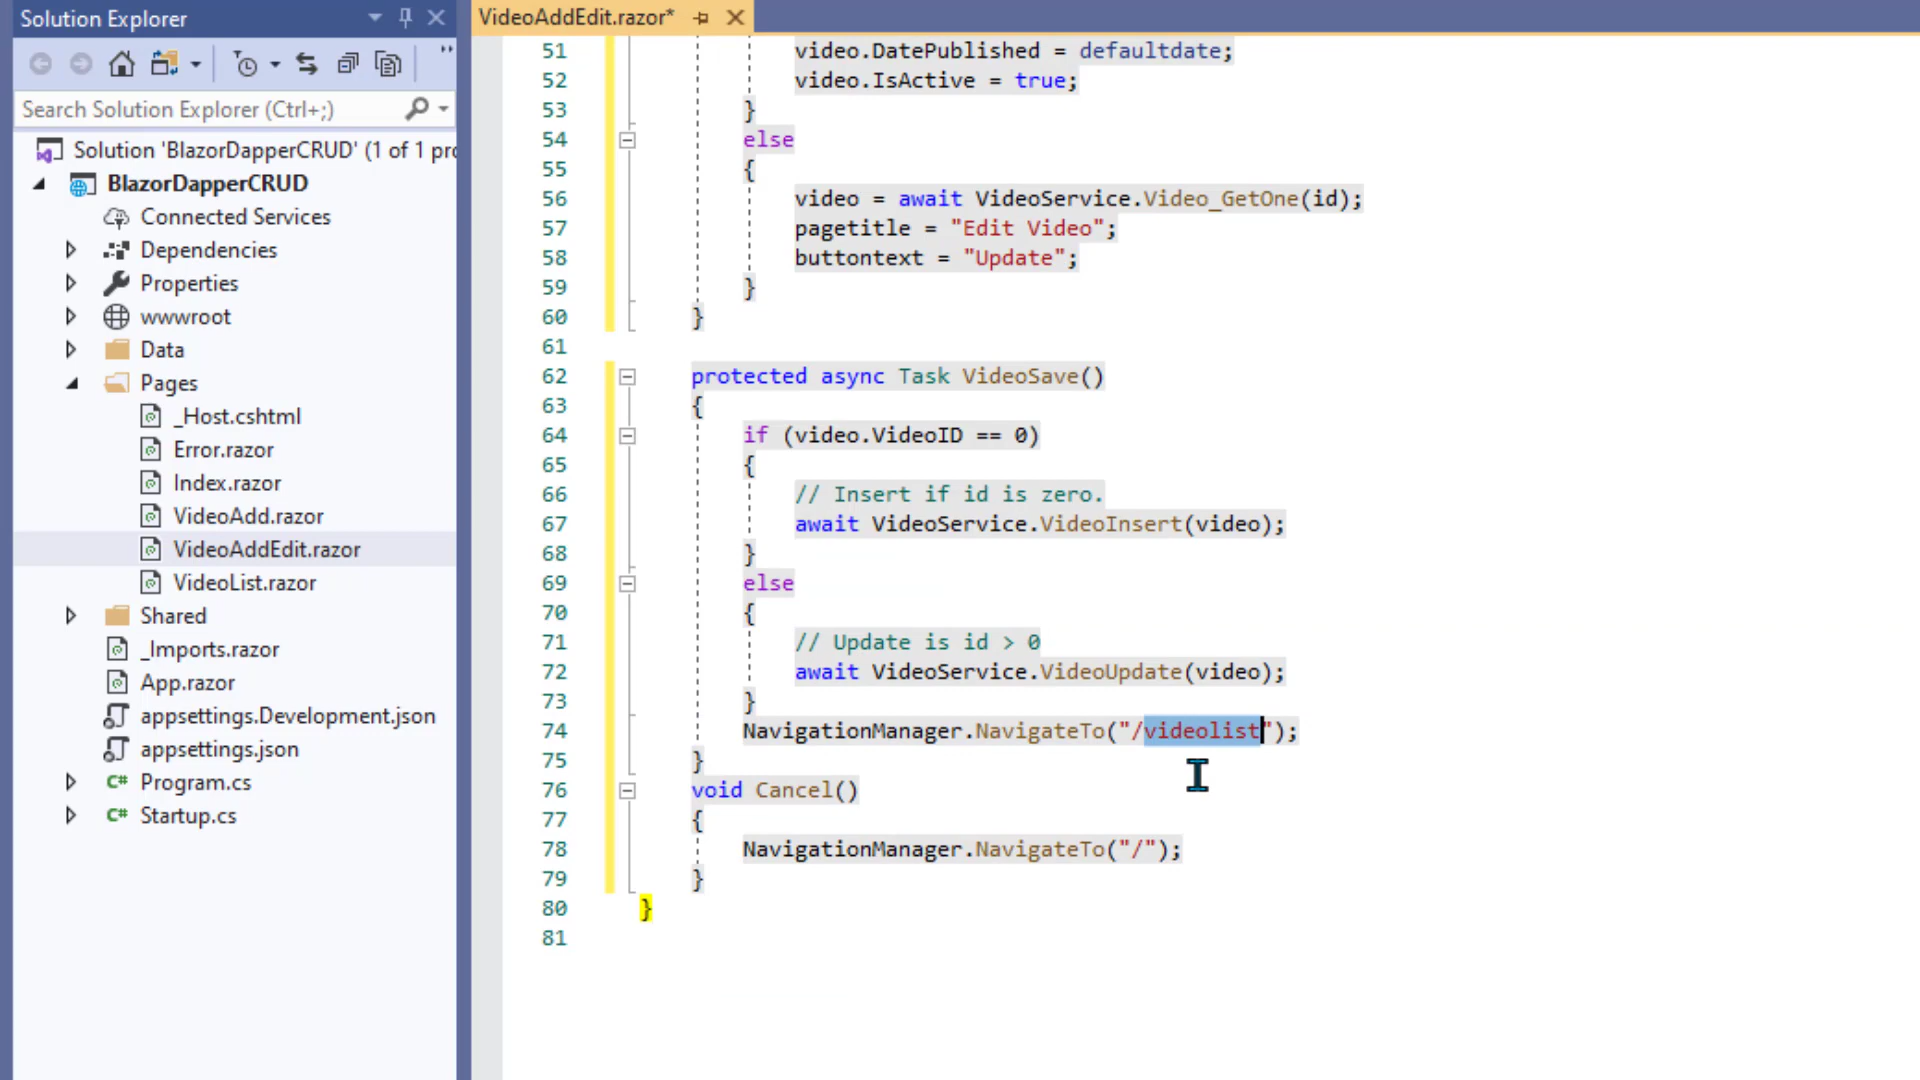 Solution Explorer
Search Solution Explorer (Ctrl+;)
Solution 'BlazorDapperCRUD' (1 of 1 pro
BlazorDapperCRUD
Connected Services
Dependencies
Properties
wwwroot
Data
Pages
_Host.cshtml
Error.razor
Index.razor
VideoAdd.razor
VideoAddEdit.razor
VideoList.razor
Shared
_Imports.razor
App.razor
appsettings.Development.json
appsettings.json
C# Program.cs
C# Startup.cs
VideoAddEdit.razor*
51 video.DatePublished = defaultdate;
52 video.IsActive = true;
53 }
54 else
55 {
56 video = await VideoService.Video_GetOne(id);
57 pagetitle = "Edit Video";
58 buttontext = "Update";
59 }
60 }
61
62 protected async Task VideoSave()
63 {
64 if (video.VideoID == 0)
65 {
66 // Insert if id is zero.
67 await VideoService.VideoInsert(video);
68 }
69 else
70 {
71 // Update is id > 0
72 await VideoService.VideoUpdate(video);
73 }
74 NavigationManager.NavigateTo("/videolist");
75 }
76 void Cancel()
77 {
78 NavigationManager.NavigateTo("/");
79 }
80 }
81